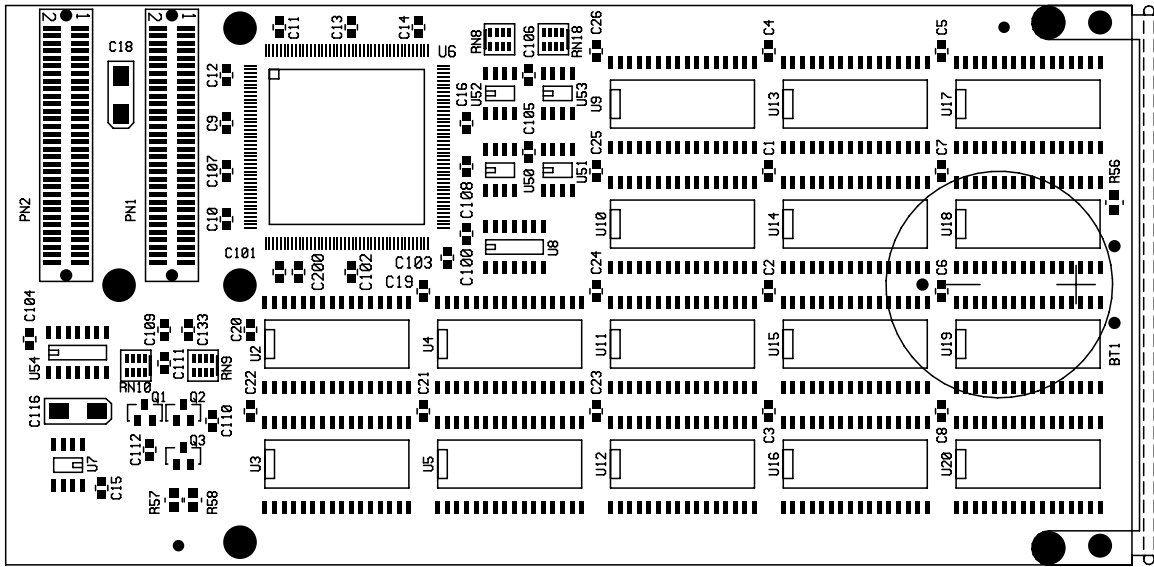 2 1
2 1
C18
C11
C13
C14
U6
RN8
C106
RN18
C26
C4
C5
C12
C16
U52
U53
U9
U13
U17
C9
C105
C25
C1
C7
C107
U50
U51
R56
PN2
PN1
C10
C108
U10
U14
U18
C101
C200
C102
C103
C100
U8
C19
C24
C2
C6
C104
C109
C133
C20
U54
C111
RN10
RN9
U2
U4
U11
U15
U19
BT1
C22
C21
C23
C116
Q1
Q2
C110
C3
C8
C112
Q3
U7
U3
U5
U12
U16
U20
C15
R57
R58